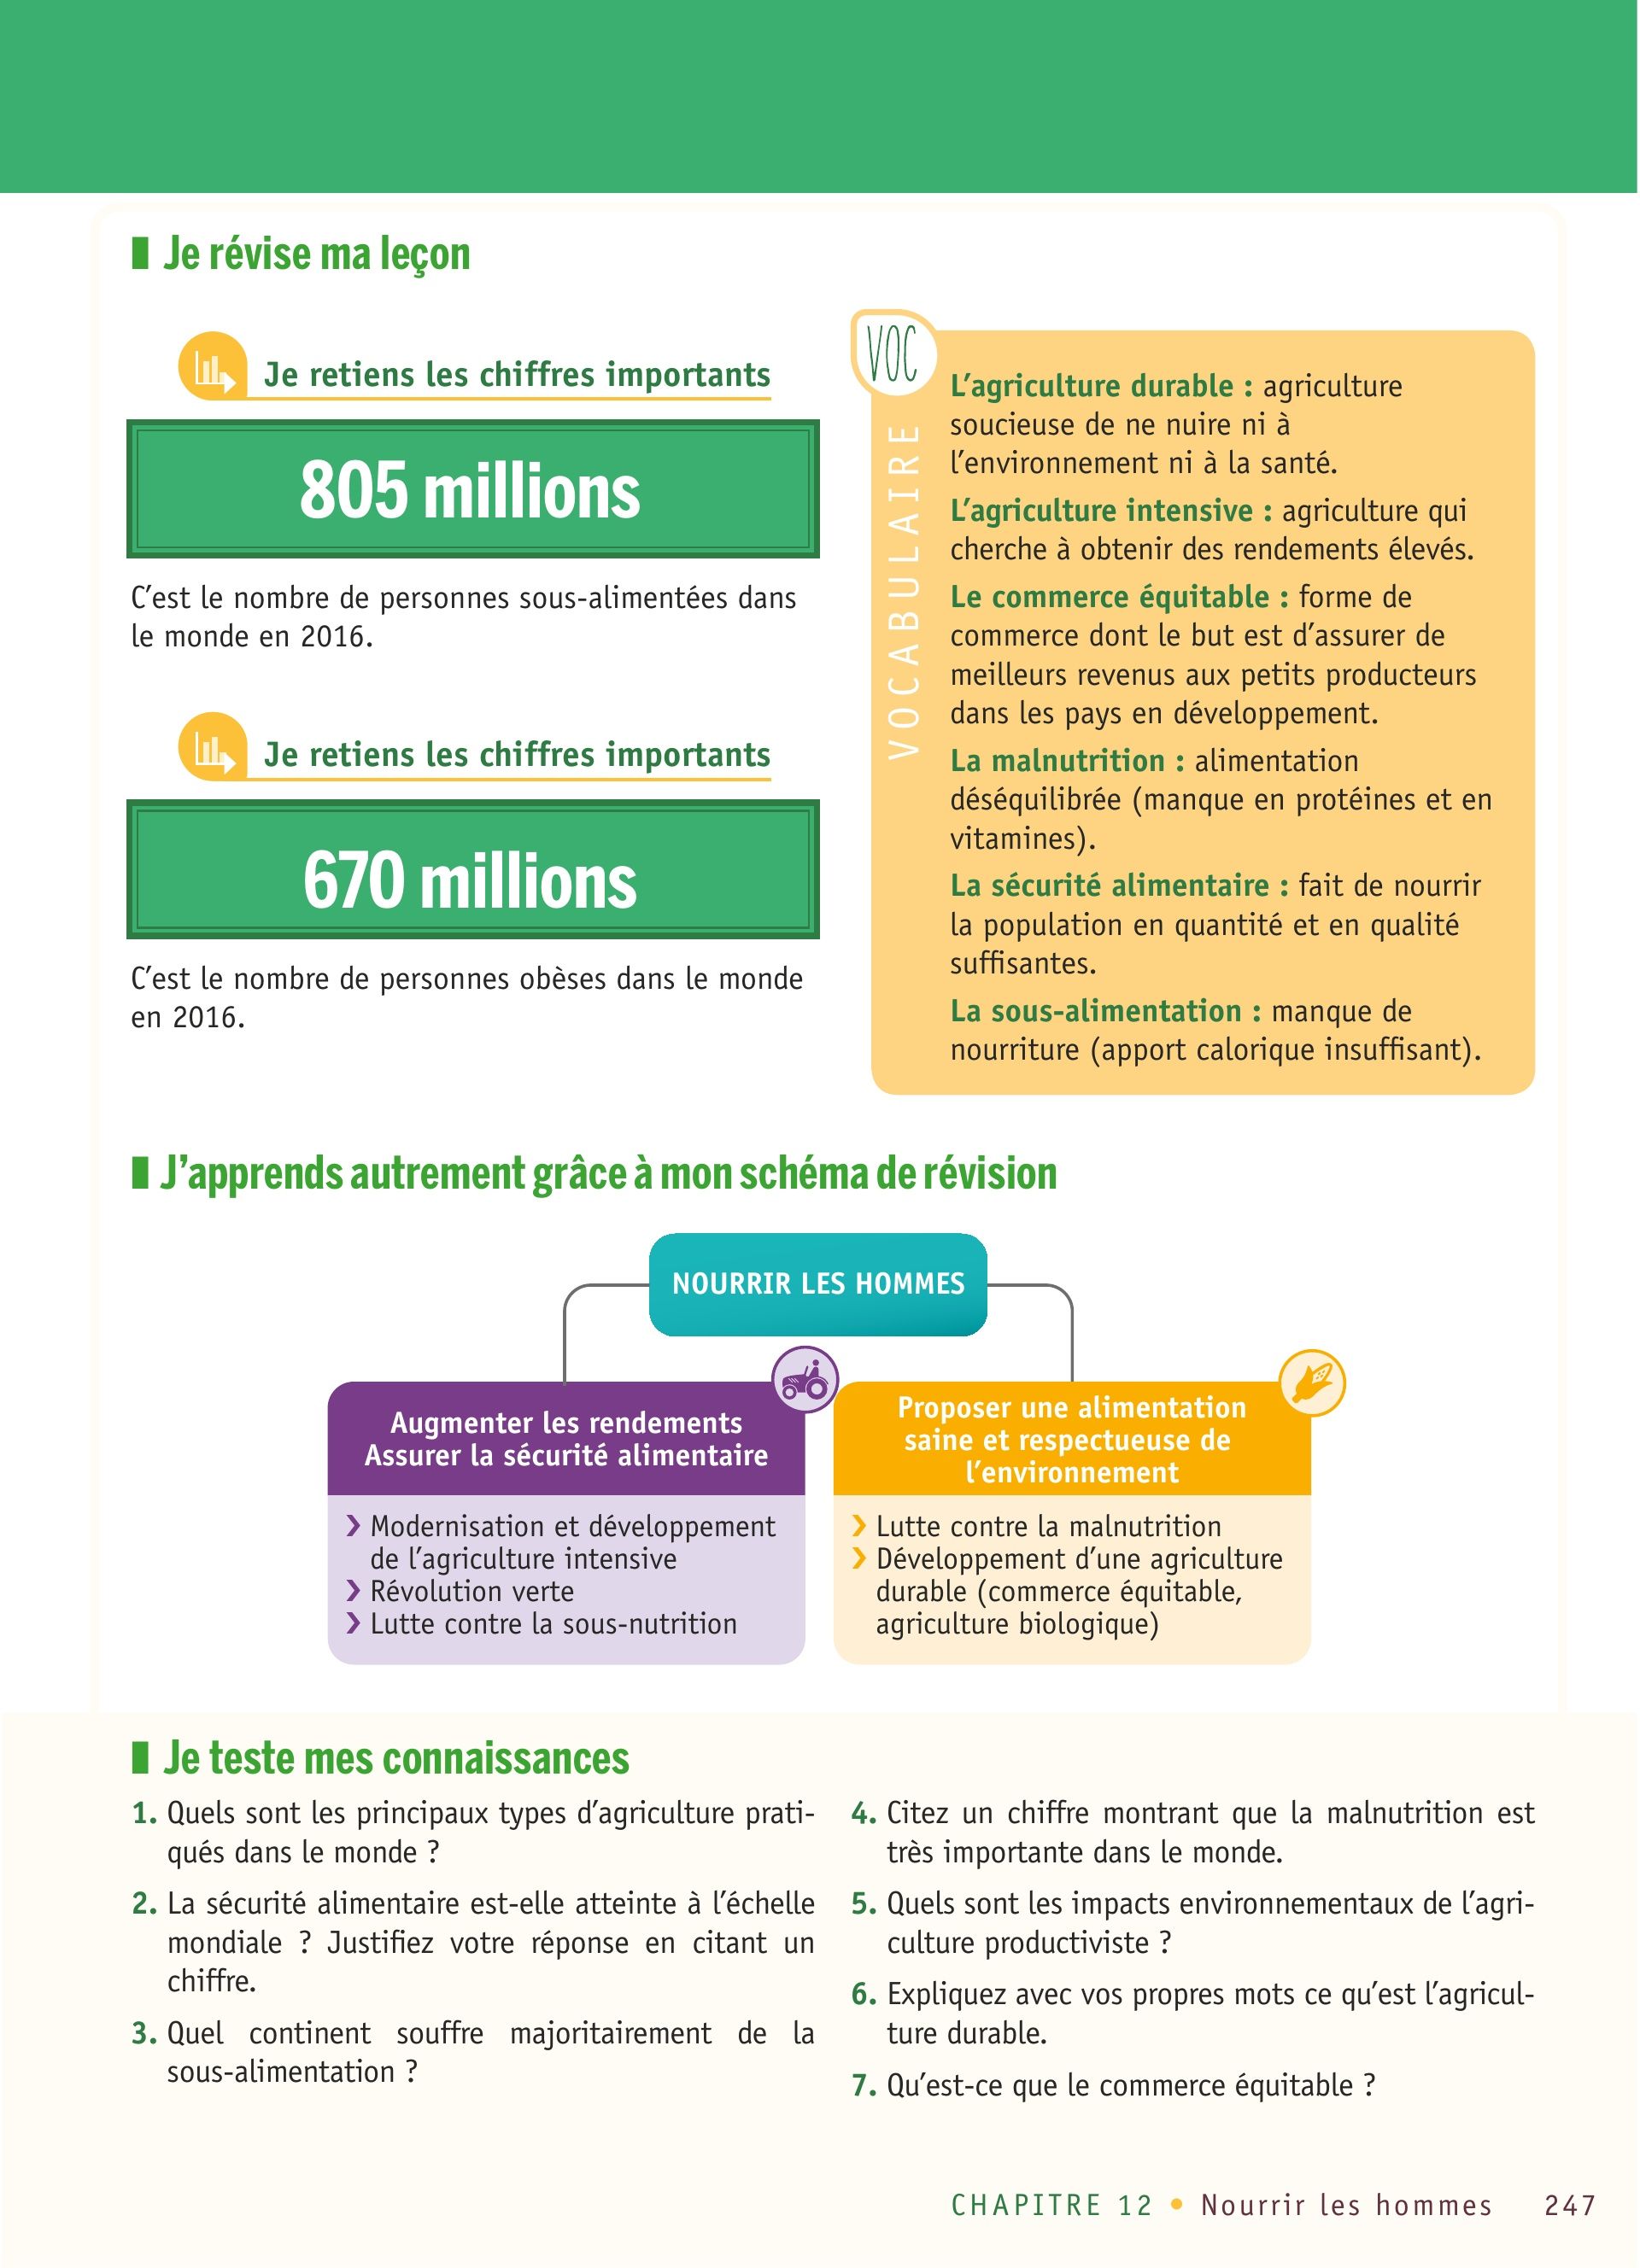 Je révise ma leçon
Je retiens les chiffres importants
805 millions
C'est le nombre de personnes sous-alimentées dans
le monde en 2016.
Je retiens les chiffres importants
670 millions
C'est le nombre de personnes obèses dans le monde
en 2016.
VOC
VOCABULAIRE
L'agriculture durable : agriculture
soucieuse de ne nuire ni à
l'environnement ni à la santé.
L'agriculture intensive : agriculture qui
cherche à obtenir des rendements élevés.
Le commerce équitable : forme de
commerce dont le but est d'assurer de
meilleurs revenus aux petits producteurs
dans les pays en développement.
La malnutrition : alimentation
déséquilibrée (manque en protéines et en
vitamines).
La sécurité alimentaire : fait de nourrir
la population en quantité et en qualité
suffisantes.
La sous-alimentation : manque de
nourriture (apport calorique insuffisant).
J'apprends autrement grâce à mon schéma de révision
NOURRIR LES HOMMES
Augmenter les rendements
Assurer la sécurité alimentaire
❯ Modernisation et développement
de l'agriculture intensive
❯ Révolution verte
❯ Lutte contre la sous-nutrition
Proposer une alimentation
saine et respectueuse de
l'environnement
❯ Lutte contre la malnutrition
❯ Développement d'une agriculture
durable (commerce équitable,
agriculture biologique)
Je teste mes connaissances
1. Quels sont les principaux types d'agriculture prati-
qués dans le monde ?
2. La sécurité alimentaire est-elle atteinte à l'échelle
mondiale ? Justifiez votre réponse en citant un
chiffre.
3. Quel continent souffre majoritairement de la
sous-alimentation ?
4. Citez un chiffre montrant que la malnutrition est
très importante dans le monde.
5. Quels sont les impacts environnementaux de l'agri-
culture productiviste ?
6. Expliquez avec vos propres mots ce qu'est l'agricul-
ture durable.
7. Qu'est-ce que le commerce équitable ?
CHAPITRE 12 • Nourrir les hommes 247